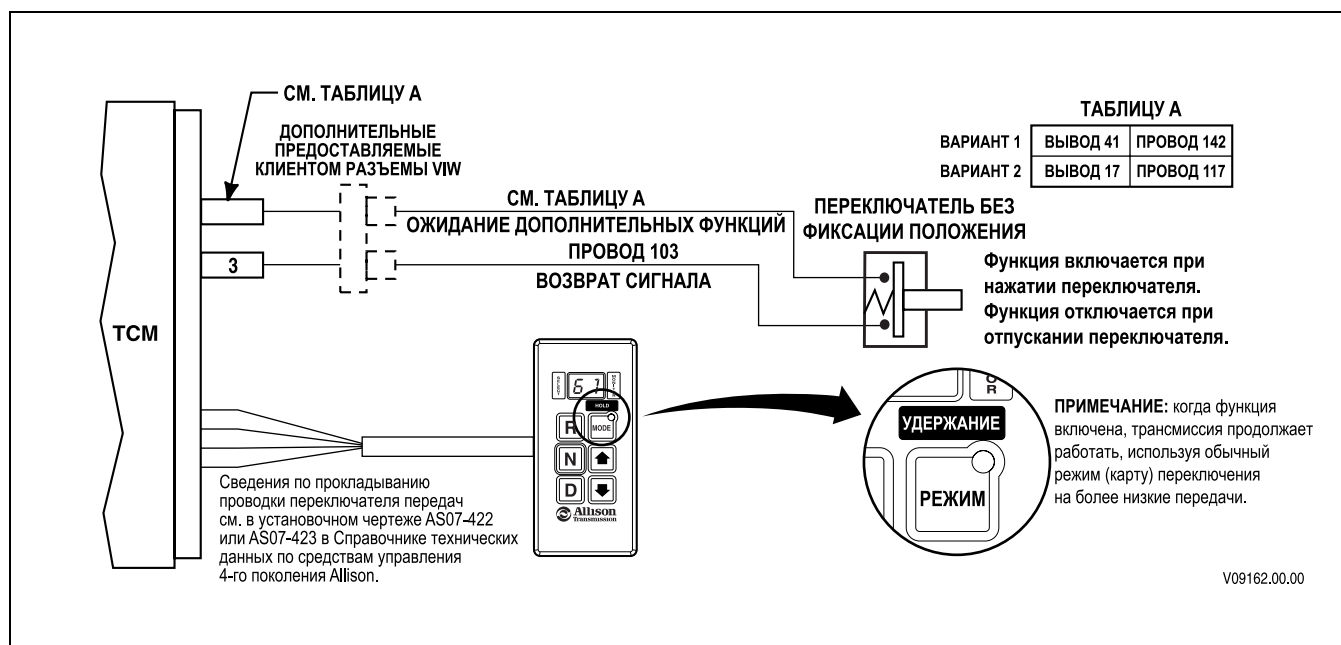 СМ. ТАБЛИЦУ А
ДОПОЛНИТЕЛЬНЫЕ
ПРЕДОСТАВЛЯЕМЫЕ
КЛИЕНТОМ РАЗЪЕМЫ VIW
ТАБЛИЦУ А
ВАРИАНТ 1 ВЫВОД 41 ПРОВОД 142
ВАРИАНТ 2 ВЫВОД 17 ПРОВОД 117
СМ. ТАБЛИЦУ А
ОЖИДАНИЕ ДОПОЛНИТЕЛЬНЫХ ФУНКЦИЙ
3
ПРОВОД 103
ВОЗВРАТ СИГНАЛА
ПЕРЕКЛЮЧАТЕЛЬ БЕЗ
ФИКСАЦИИ ПОЛОЖЕНИЯ
Функция включается при
нажатии переключателя.
Функция отключается при
отпускании переключателя.
TCM
61
HOLD
R MODE
N
D
Allison
Transmission
OR
УДЕРЖАНИЕ
РЕЖИМ
ПРИМЕЧАНИЕ: когда функция
включена, трансмиссия продолжает
работать, используя обычный
режим (карту) переключения
на более низкие передачи.
Сведения по прокладыванию
проводки переключателя передач
см. в установочном чертеже AS07-422
или AS07-423 в Справочнике технических
данных по средствам управления
4-го поколения Allison.
V09162.00.00